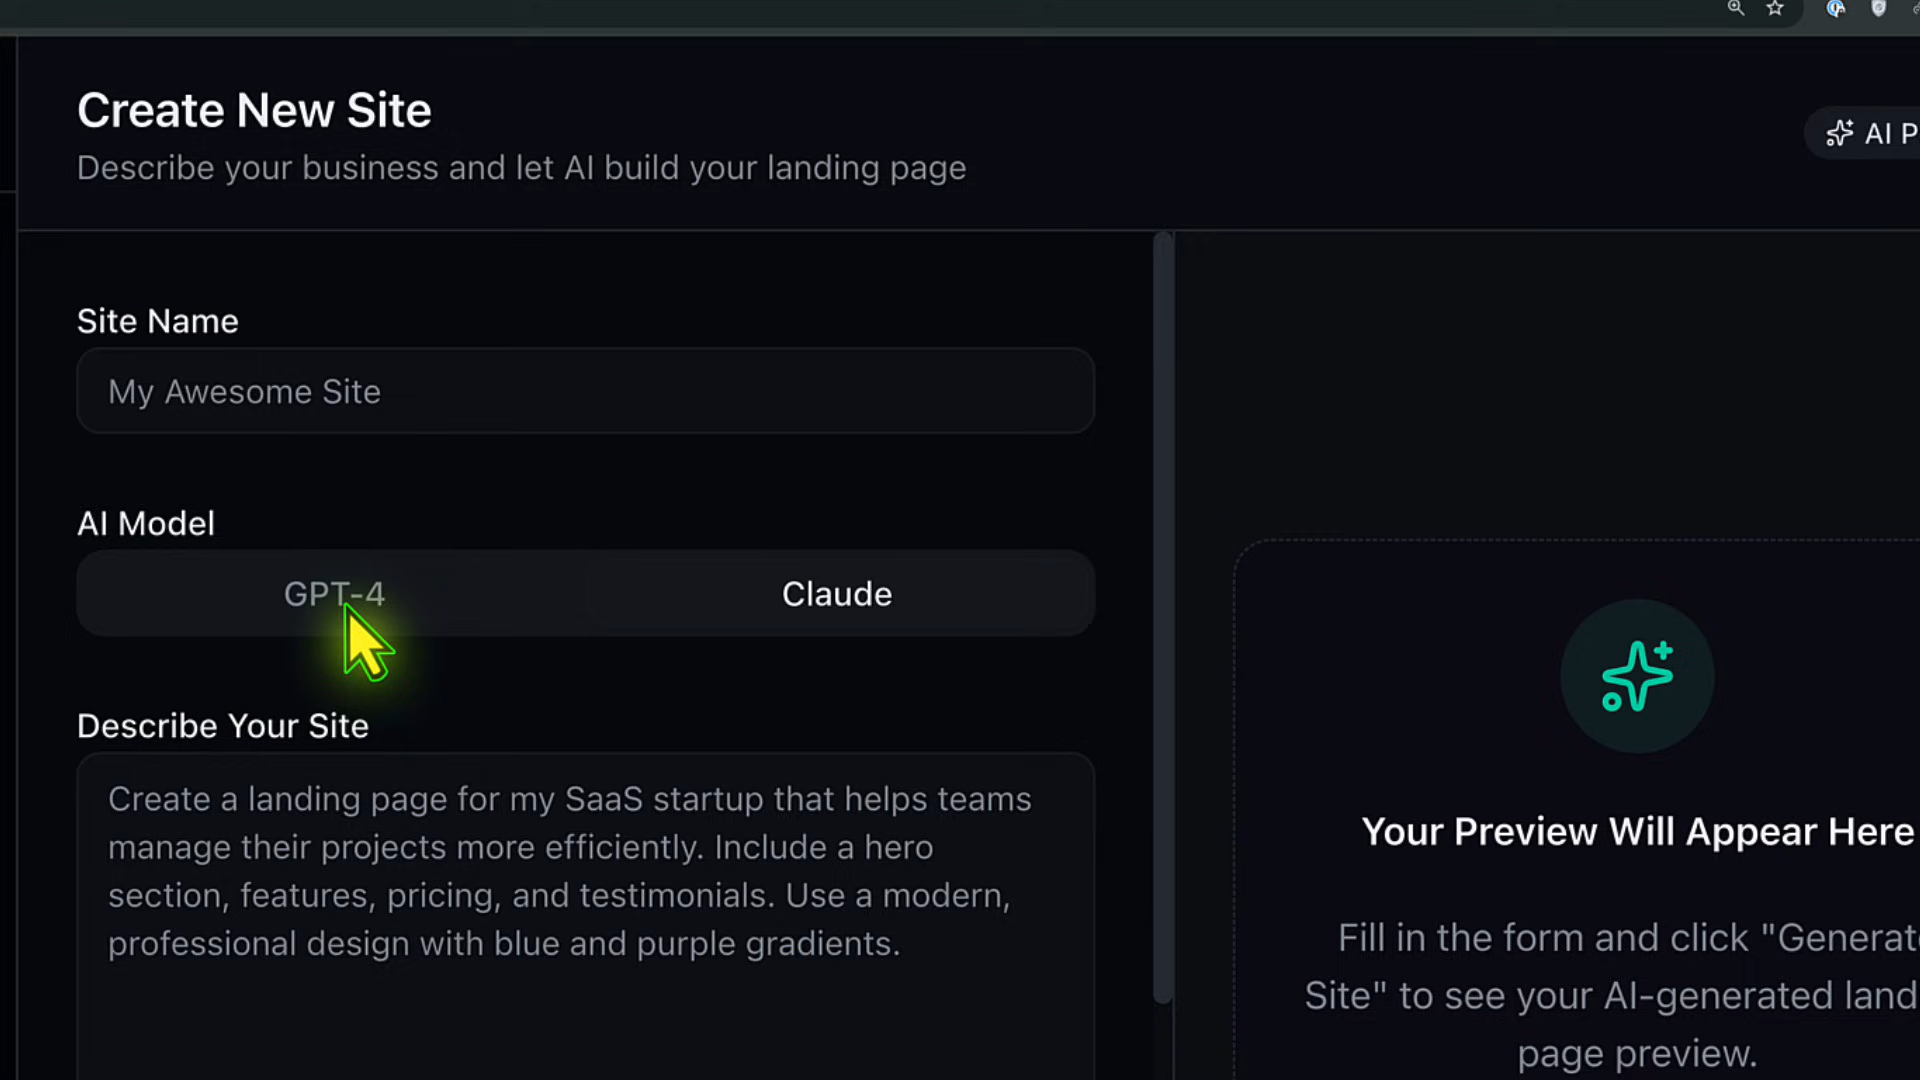 Create New Site
Describe your business and let AI build your landing page
AI P
Site Name
My Awesome Site
AI Model
GPT-4
Claude
Describe Your Site
Create a landing page for my SaaS startup that helps teams
manage their projects more efficiently. Include a hero
section, features, pricing, and testimonials. Use a modern,
professional design with blue and purple gradients.
Your Preview Will Appear Here
Fill in the form and click "Generate
Site" to see your AI-generated land
page preview.